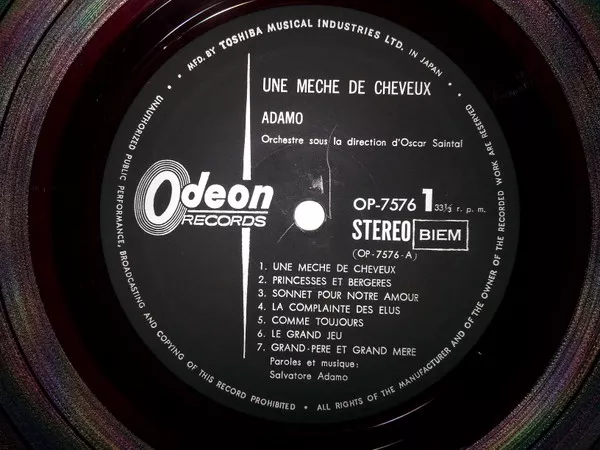 • MFD. BY TOSHIBA MUSICAL INDUSTRIES LTD. IN JAPAN •
UNE MECHE DE CHEVEUX
ADAMO
Orchestre sous la direction d'Oscar Saintal
Odeon
RECORDS
OP-7576 1 33⅓ r. p. m.
STEREO BIEM
(OP-7576-A)
1. UNE MECHE DE CHEVEUX
2. PRINCESSES ET BERGERES
3. SONNET POUR NOTRE AMOUR
4. LA COMPLAINTE DES ELUS
5. COMME TOUJOURS
6. LE GRAND JEU
7. GRAND-PERE ET GRAND MERE
Paroles et musique:
Salvatore Adamo
UNAUTHORIZED PUBLIC PERFORMANCE, BROADCASTING AND COPYING OF THIS RECORD PROHIBITED • ALL RIGHTS OF THE MANUFACTURER AND OF THE OWNER OF THE RECORDED WORK ARE RESERVED